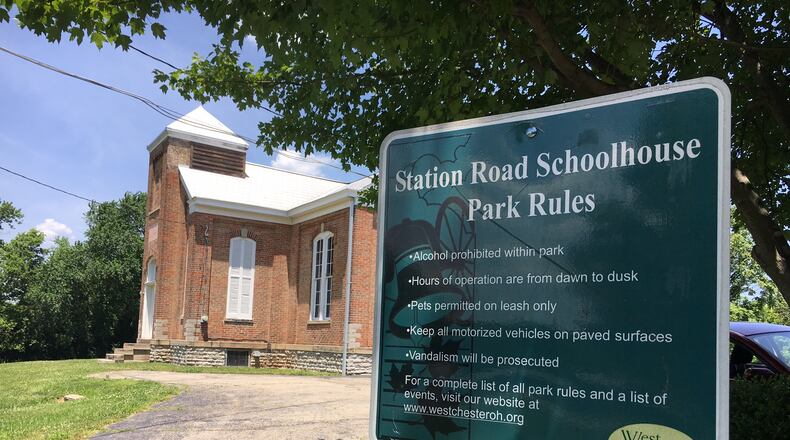 Station Road Schoolhouse
Park Rules
•Alcohol prohibited within park
•Hours of operation are from dawn to dusk
•Pets permitted on leash only
•Keep all motorized vehicles on paved surfaces
•Vandalism will be prosecuted
For a complete list of all park rules and a list of
events, visit our website at
www.westchesteroh.org
West